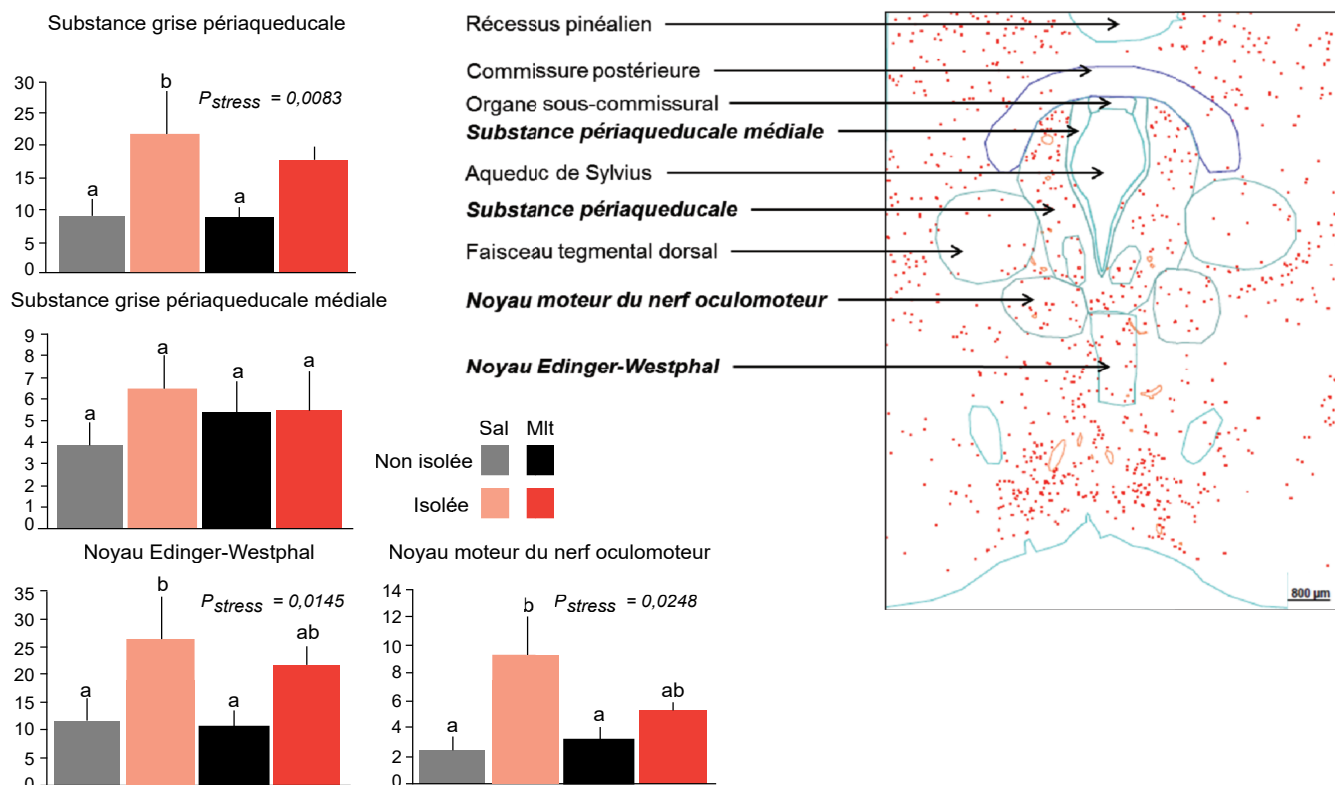 Substance grise périaqueducale
30
25
20
15
10
5
0
a
b
a
P stress = 0,0083
Substance grise périaqueducale médiale
9
8
7
6
5
4
3
2
1
0
a
a
a
a
Sal Mlt
Non isolée
Isolée
Noyau Edinger-Westphal
35
30
25
20
15
10
5
0
a
b
a
ab
P stress = 0,0145
Noyau moteur du nerf oculomoteur
14
12
10
8
6
4
2
0
a
b
a
ab
P stress = 0,0248
Récessus pinéalien
Commissure postérieure
Organe sous-commissural
Substance périaqueducale médiale
Aqueduc de Sylvius
Substance périaqueducale
Faisceau tegmental dorsal
Noyau moteur du nerf oculomoteur
Noyau Edinger-Westphal
800 µm